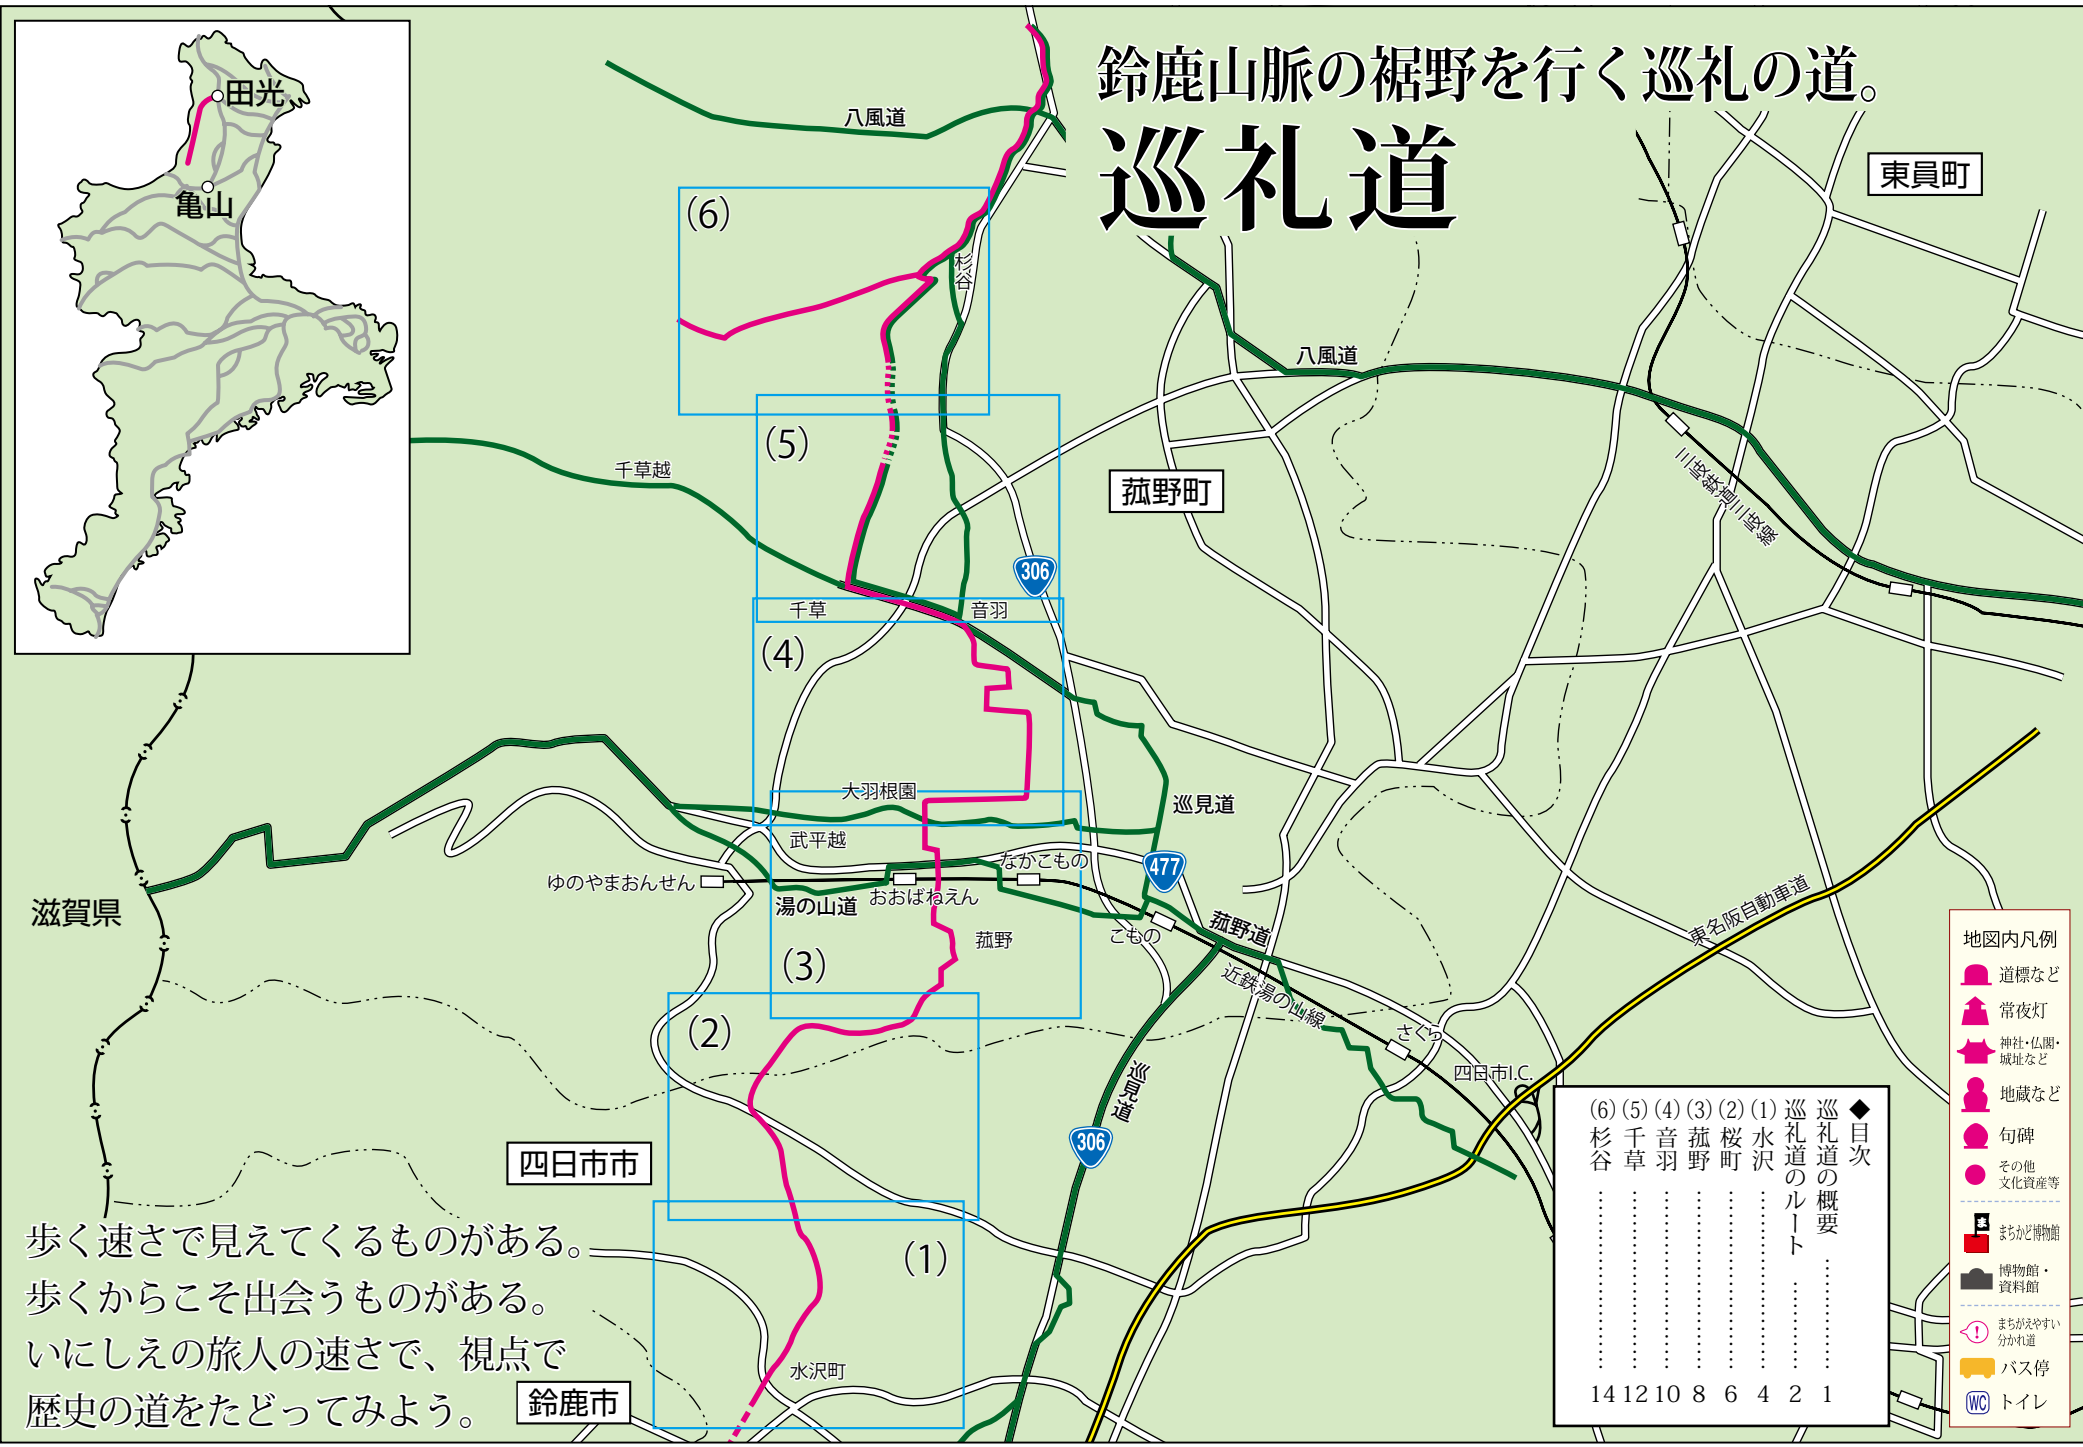 鈴鹿山脈の裾野を行く巡礼の道。
巡礼道
田光
亀山
八風道
東員町
(6)
杉谷
八風道
(5)
千草越
菰野町
三岐鉄道三岐線
306
千草
音羽
(4)
大羽根園
巡見道
武平越
なかこもの
477
ゆのやまおんせん
おおばねえん
湯の山道
滋賀県
菰野
こもの
菰野道
東名阪自動車道
(3)
近鉄湯の山線
(2)
さくら
四日市I.C.
巡見道
306
四日市市
(1)
水沢町
鈴鹿市
歩く速さで見えてくるものがある。
歩くからこそ出会うものがある。
いにしえの旅人の速さで、視点で
歴史の道をたどってみよう。
◆目次
巡礼道の概要 ………… 1
巡礼道のルート ……… 2
(1)水沢 ……………… 4
(2)桜町 ……………… 6
(3)菰野 ……………… 8
(4)音羽 ……………… 10
(5)千草 ……………… 12
(6)杉谷 ……………… 14
地図内凡例
道標など
常夜灯
神社・仏閣・
城址など
地蔵など
句碑
その他
文化資産等
ま
まちかど博物館
博物館・
資料館
!
まちがえやすい
分かれ道
バス停
WC
トイレ